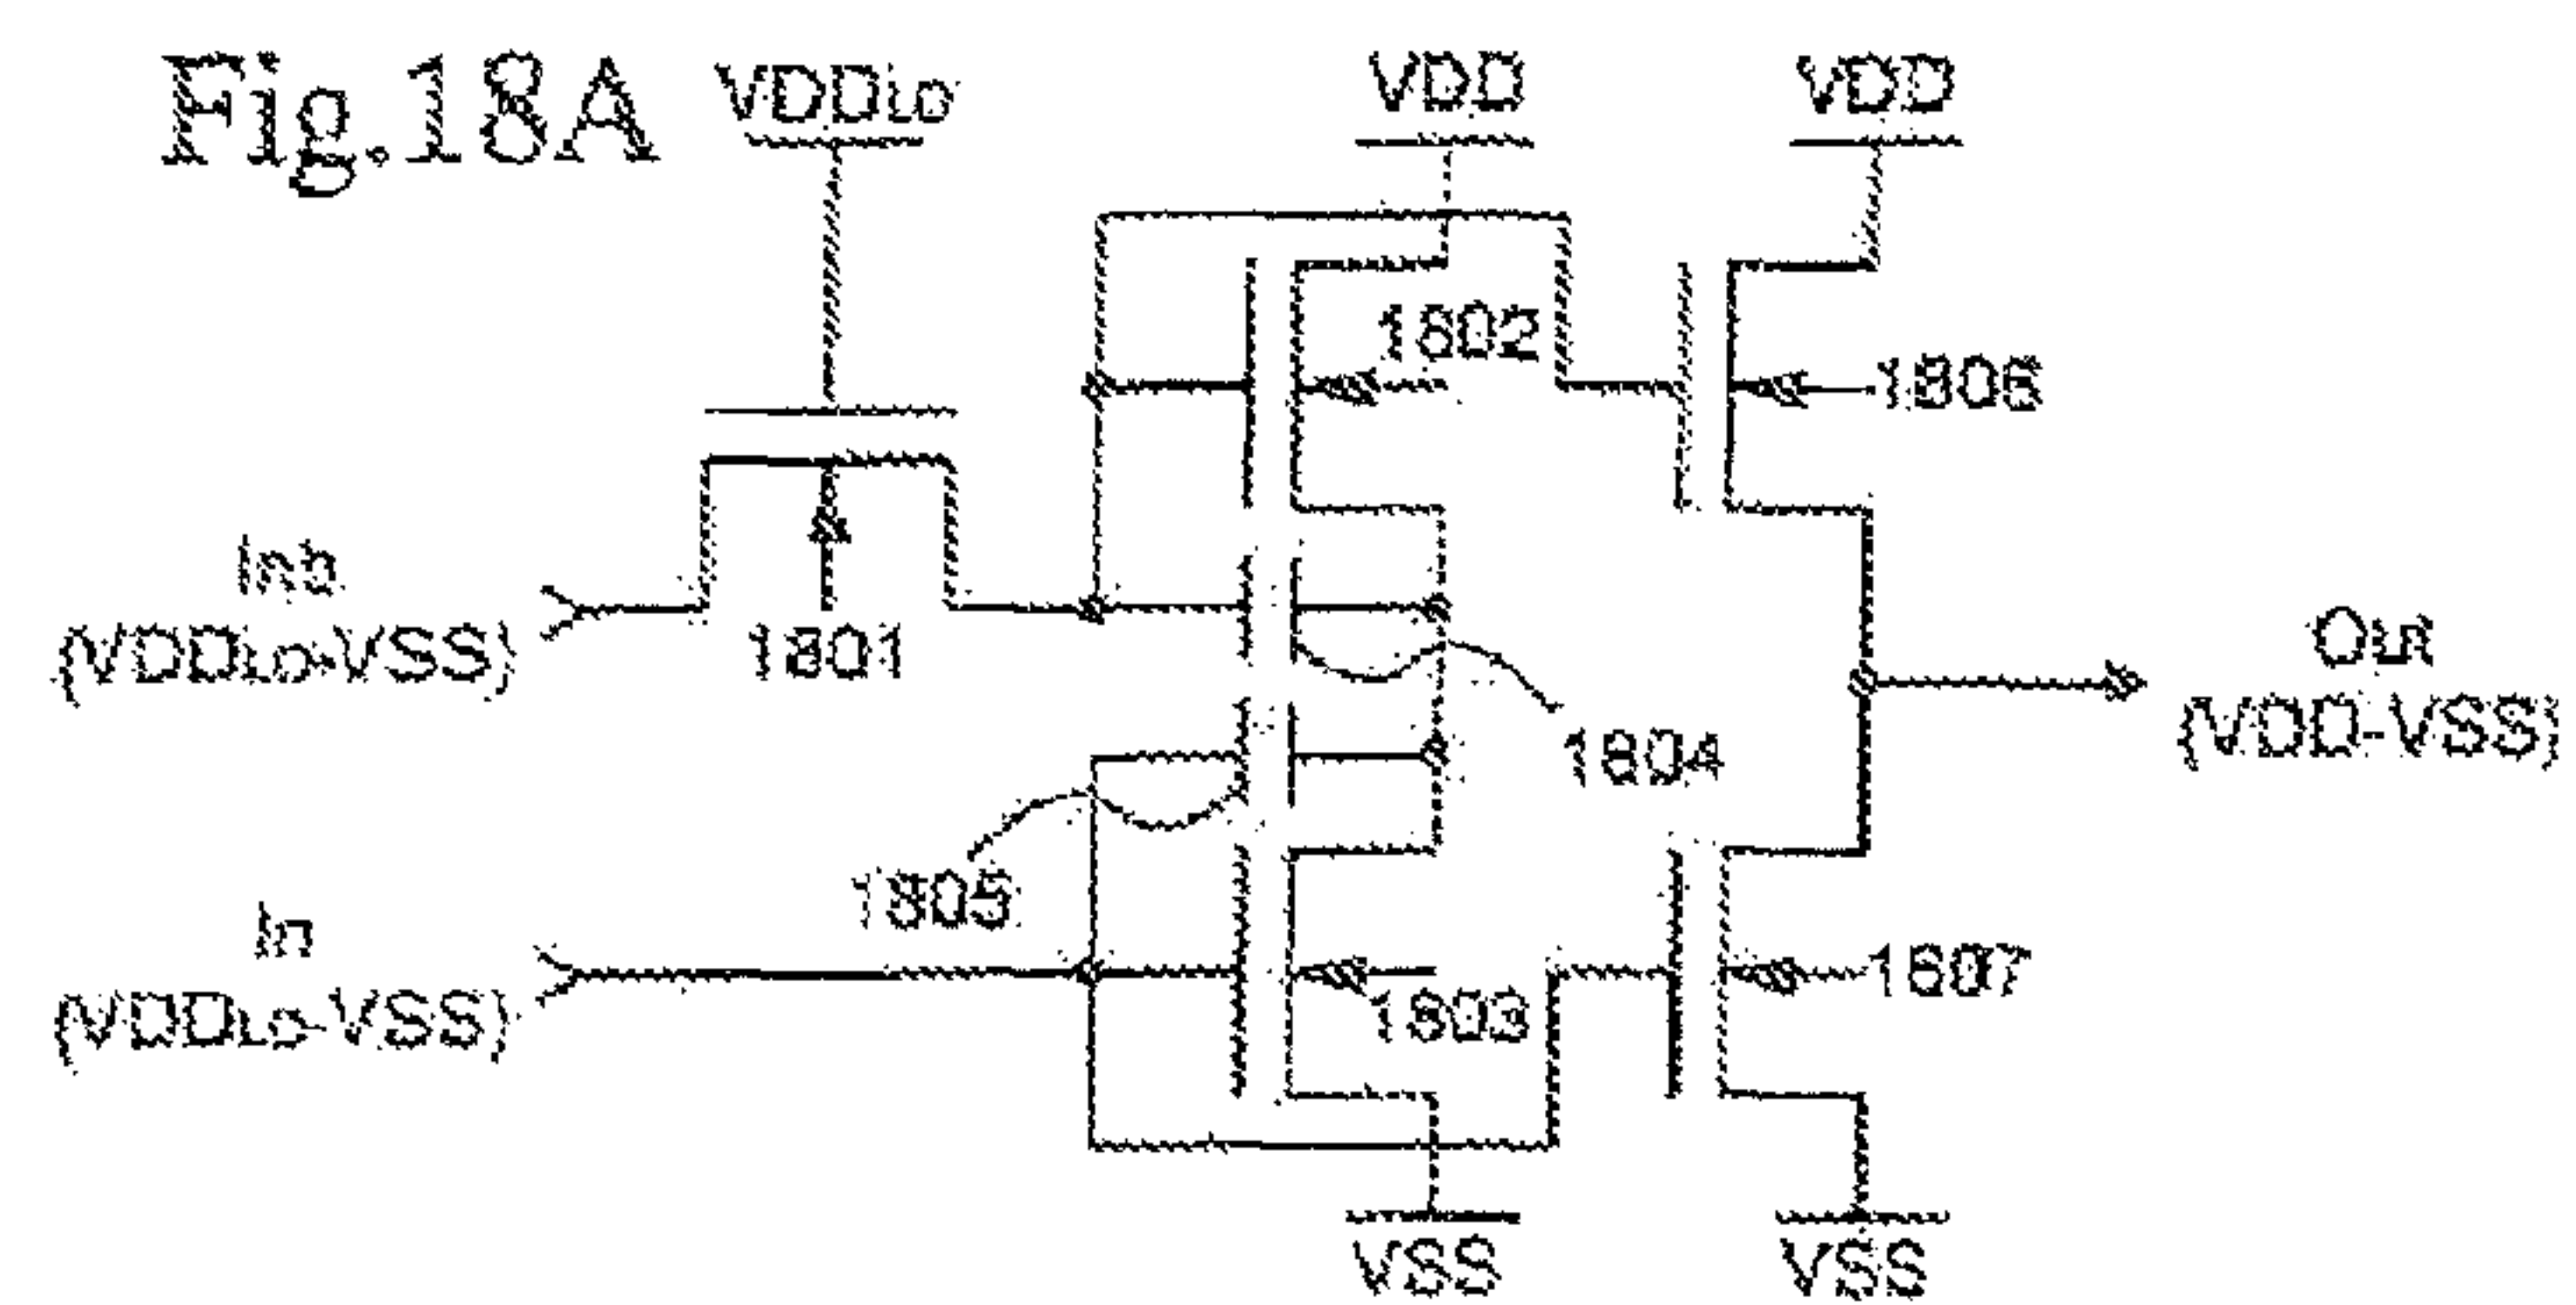 Fig.18A
VDDLO
VDD
VDD
1802
1806
Inb
(VDDLO-VSS)
1801
Out
(VDD-VSS)
1804
1805
In
(VDDLO-VSS)
1803
1807
VSS
VSS